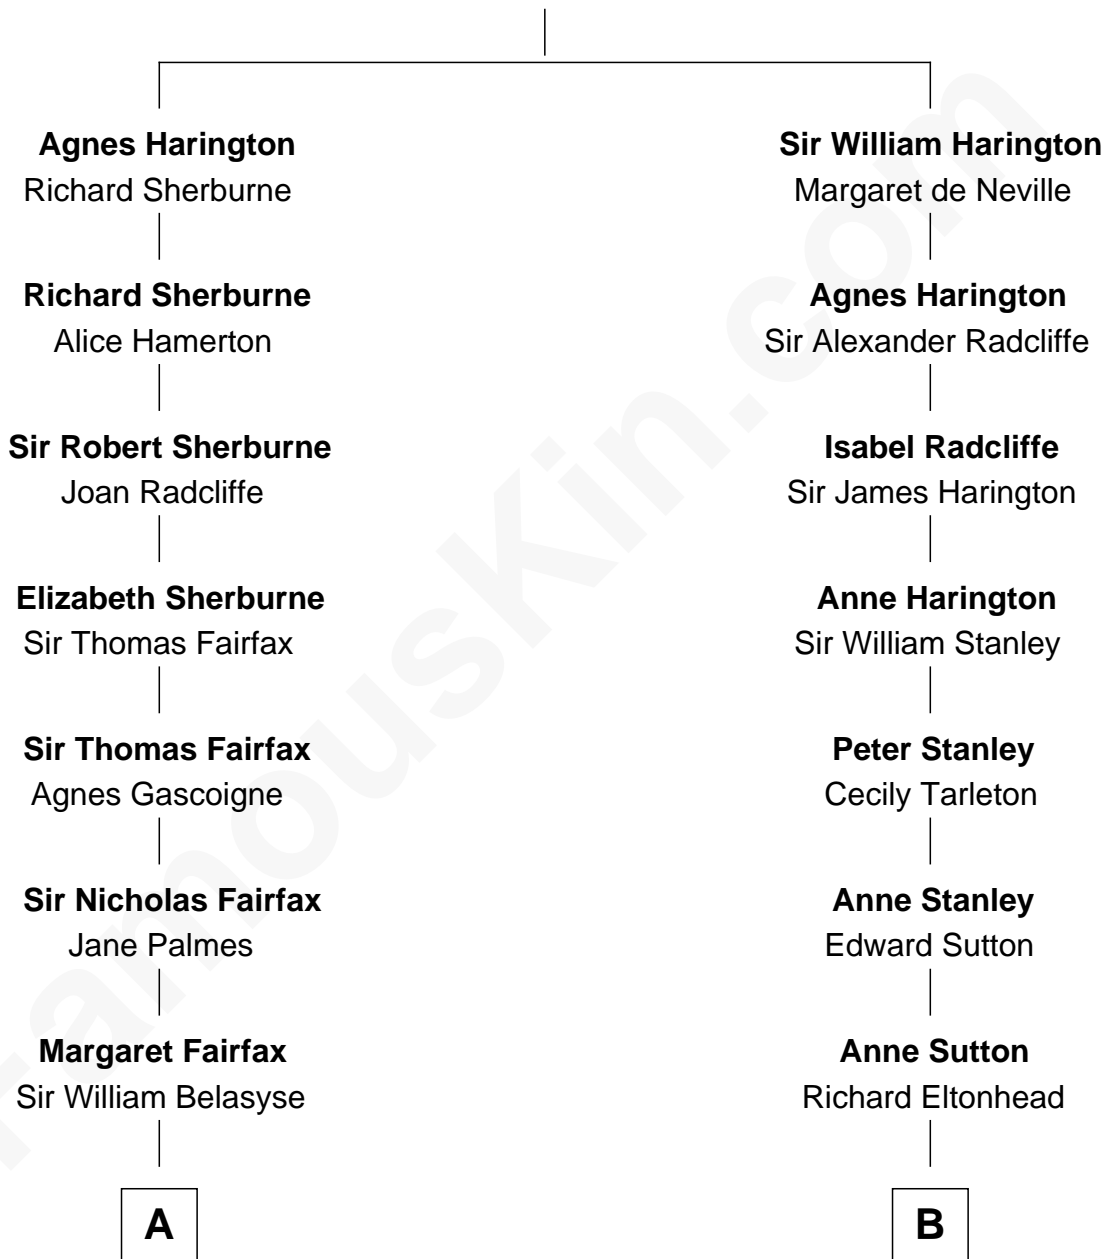 Agnes Harington
Richard Sherburne
Sir William Harington
Margaret de Neville
Richard Sherburne
Alice Hamerton
Agnes Harington
Sir Alexander Radcliffe
Sir Robert Sherburne
Joan Radcliffe
Isabel Radcliffe
Sir James Harington
Elizabeth Sherburne
Sir Thomas Fairfax
Anne Harington
Sir William Stanley
Sir Thomas Fairfax
Agnes Gascoigne
Peter Stanley
Cecily Tarleton
Sir Nicholas Fairfax
Jane Palmes
Anne Stanley
Edward Sutton
Margaret Fairfax
Sir William Belasyse
Anne Sutton
Richard Eltonhead
A
B
FamousKin.com